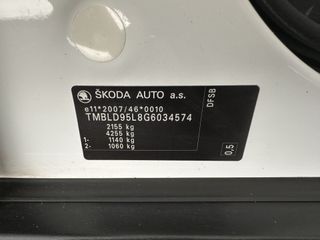 ŠKODA AUTO a.s.
e11*2007/46*0010
TMBLD95L8G6034574
2155 kg
4255 kg
1- 1140 kg
2- 1060 kg
DFSB
0,5